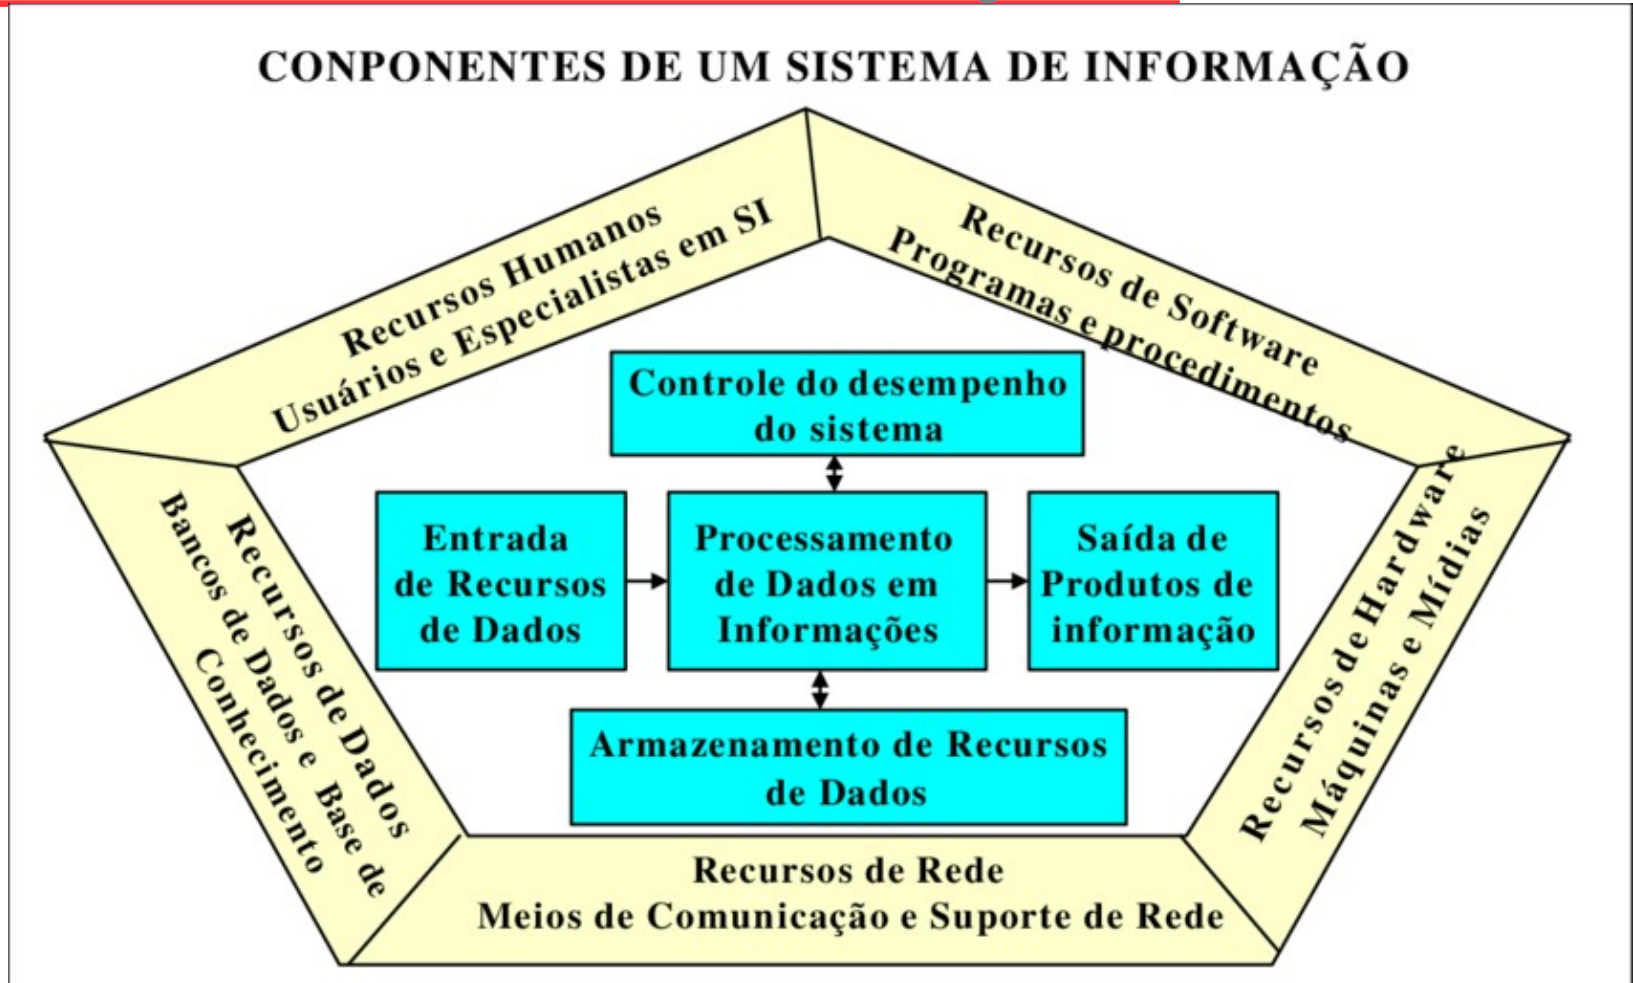 CONPONENTES DE UM SISTEMA DE INFORMAÇÃO
Recursos Humanos
Usuários e Especialistas em SI
Recursos de Software
Programas e procedimentos
Controle do desempenho
do sistema
Entrada
de Recursos
de Dados
Processamento
de Dados em
Informações
Saída de
Produtos de
informação
Armazenamento de Recursos
de Dados
Recursos de Dados
Bancos de Dados e Base de
Conhecimento
Recursos de Hardware
Máquinas e Mídias
Recursos de Rede
Meios de Comunicação e Suporte de Rede